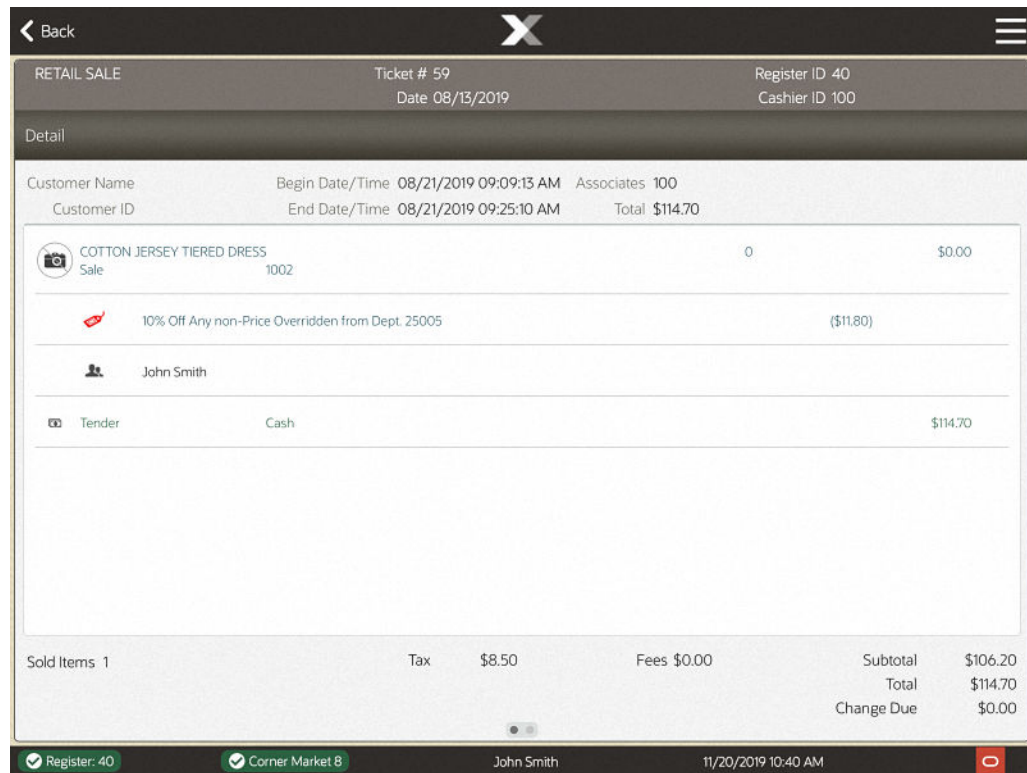 Back
RETAIL SALE Ticket # 59 Register ID 40
Date 08/13/2019 Cashier ID 100
Detail
Customer Name Begin Date/Time 08/21/2019 09:09:13 AM Associates 100
Customer ID End Date/Time 08/21/2019 09:25:10 AM Total $114.70
COTTON JERSEY TIERED DRESS 0 $0.00
Sale 1002
10% Off Any non-Price Overridden from Dept. 25005 ($11.80)
John Smith
Tender Cash $114.70
Sold Items 1 Tax $8.50 Fees $0.00 Subtotal $106.20
Total $114.70
Change Due $0.00
Register: 40 Corner Market 8 John Smith 11/20/2019 10:40 AM